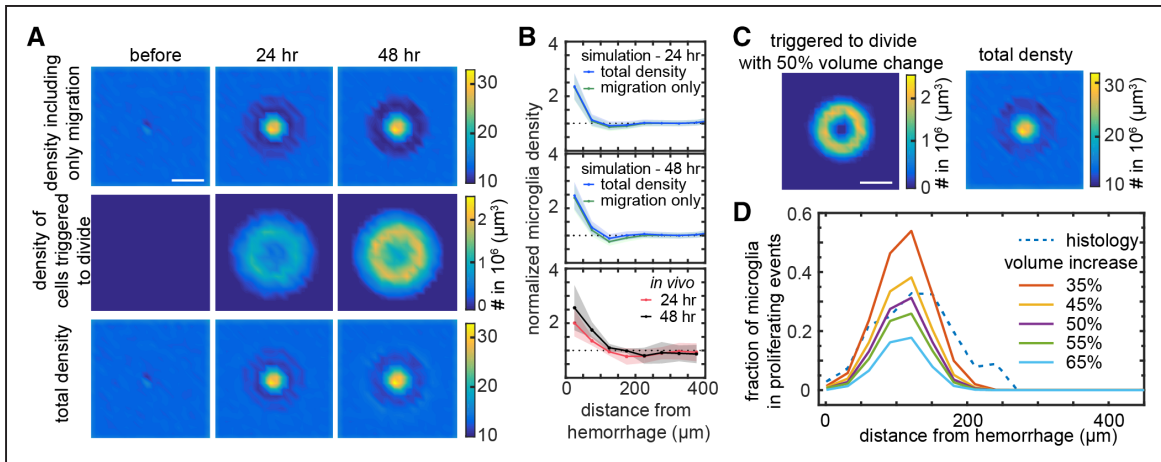 A
before
24 hr
48 hr
density including
only migration
30
20
10
density of
cells triggered
to divide
2
1
0
# in 10⁶ (µm³)
total density
30
20
10
B
normalized microglia density
4
simulation - 24 hr
total density
migration only
2
4
simulation - 48 hr
total density
migration only
2
4
in vivo
24 hr
48 hr
2
0
200
400
distance from
hemorrhage (µm)
C
triggered to divide
with 50% volume change
2
1
0
# in 10⁶ (µm³)
total densty
30
20
10
# in 10⁶ (µm³)
D
fraction of microglia
in proliferating events
0.6
0.4
0.2
0
histology
volume increase
35%
45%
50%
55%
65%
0
200
400
distance from hemorrhage (µm)